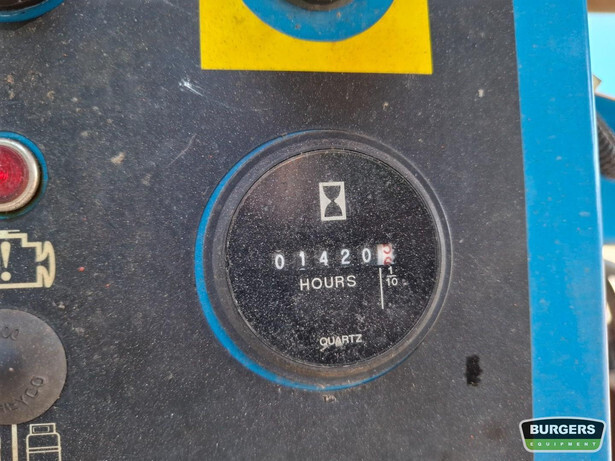 01420
HOURS
1
10
QUARTZ
BURGERS
EQUIPMENT